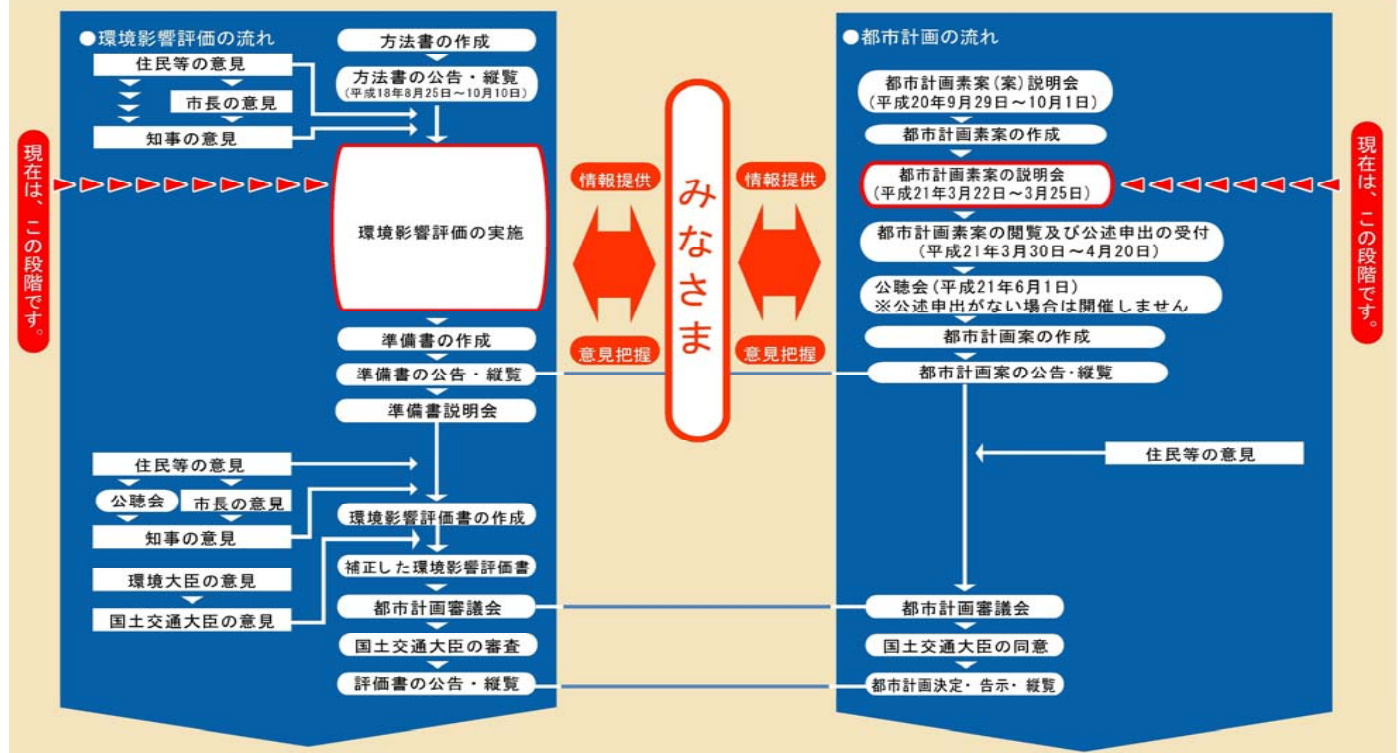 ●環境影響評価の流れ
方法書の作成
住民等の意見
方法書の公告・縦覧
(平成18年8月25日～10月10日)
市長の意見
知事の意見
現在は、この段階です。
環境影響評価の実施
準備書の作成
準備書の公告・縦覧
準備書説明会
住民等の意見
公聴会
市長の意見
知事の意見
環境影響評価書の作成
環境大臣の意見
国土交通大臣の意見
補正した環境影響評価書
都市計画審議会
国土交通大臣の審査
評価書の公告・縦覧
情報提供
意見把握
みなさま
情報提供
意見把握
●都市計画の流れ
都市計画素案(案)説明会
(平成20年9月29日～10月1日)
都市計画素案の作成
都市計画素案の説明会
(平成21年3月22日～3月25日)
現在は、この段階です。
都市計画素案の閲覧及び公述申出の受付
(平成21年3月30日～4月20日)
公聴会(平成21年6月1日)
※公述申出がない場合は開催しません
都市計画案の作成
都市計画案の公告・縦覧
住民等の意見
都市計画審議会
国土交通大臣の同意
都市計画決定・告示・縦覧